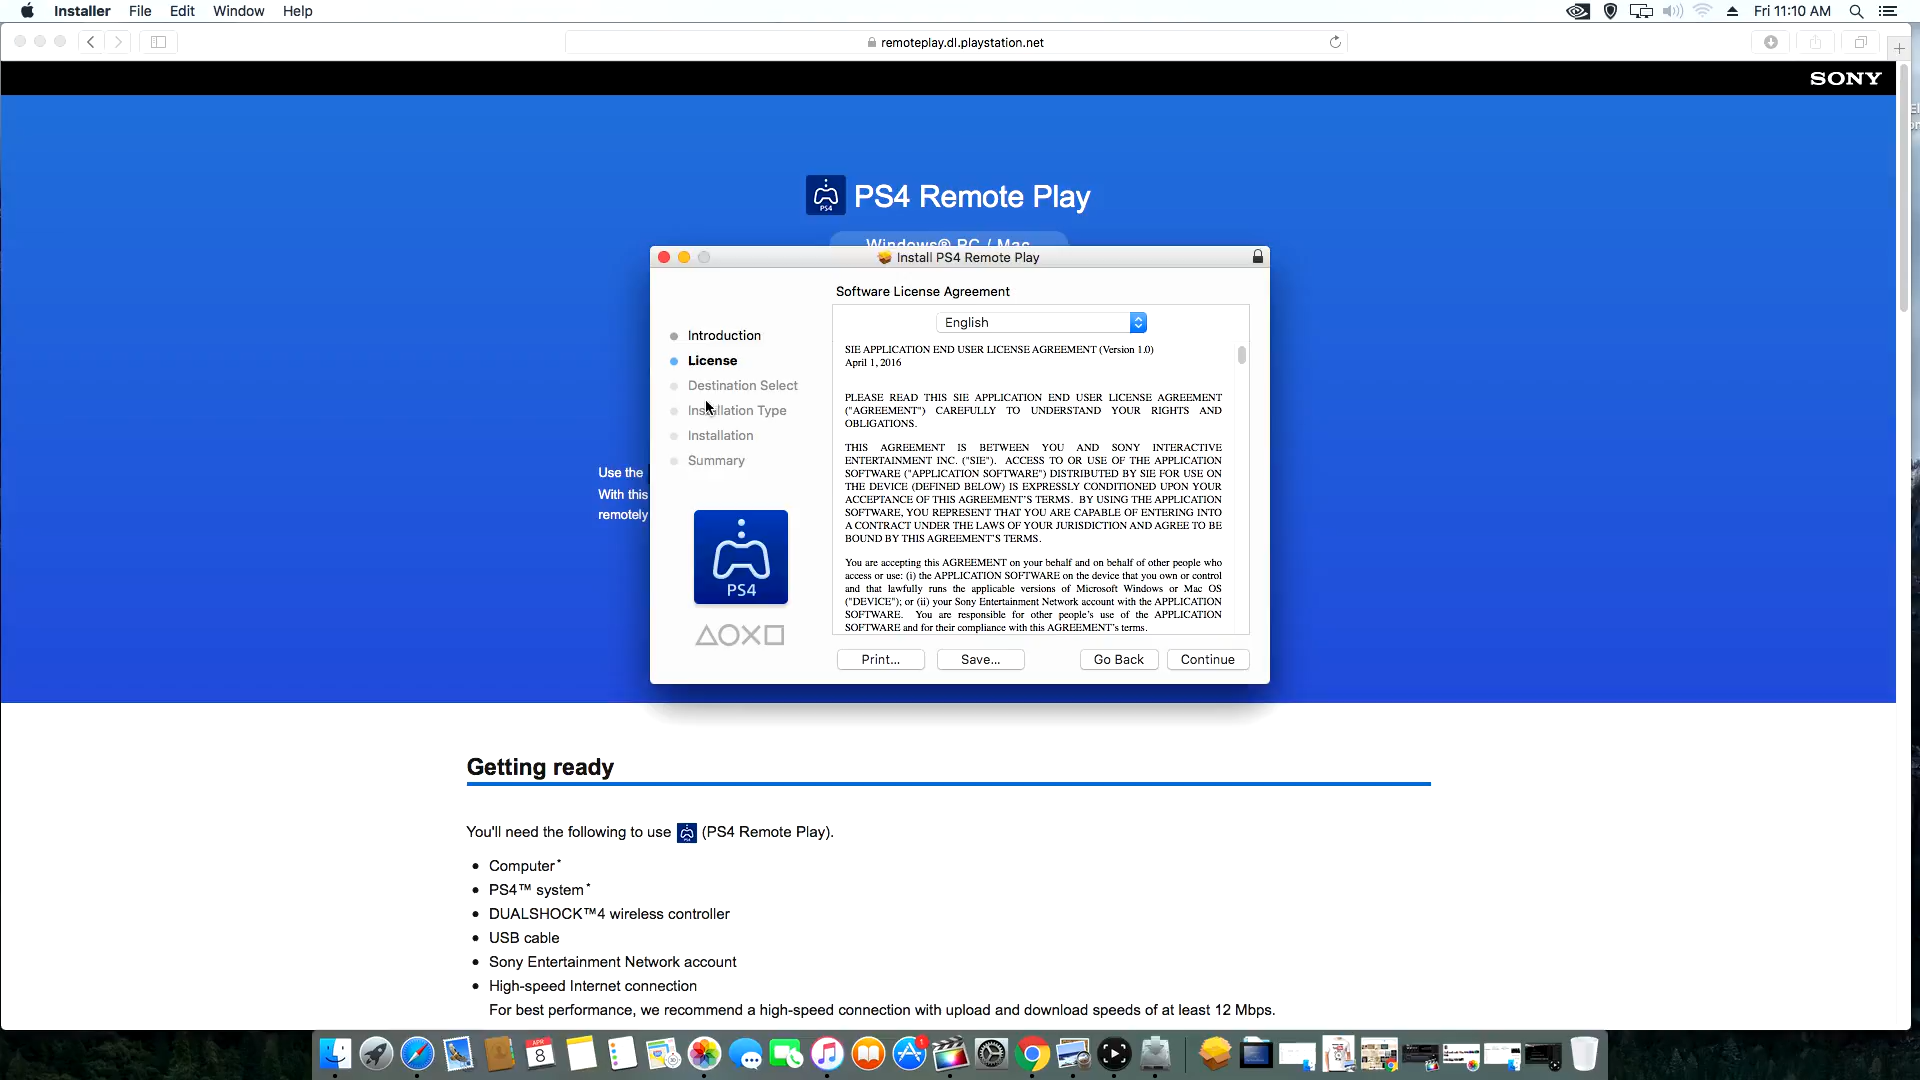 Installer File Edit Window Help Fri 11:10 AM
remoteplay.dl.playstation.net
SONY
PS4
PS4 Remote Play
Windows® PC / Mac
Install PS4 Remote Play
Software License Agreement
English
Introduction
License
Destination Select
Installation Type
Installation
Summary
SIE APPLICATION END USER LICENSE AGREEMENT (Version 1.0)
April 1, 2016
PLEASE READ THIS SIE APPLICATION END USER LICENSE AGREEMENT
("AGREEMENT") CAREFULLY TO UNDERSTAND YOUR RIGHTS AND
OBLIGATIONS.
THIS AGREEMENT IS BETWEEN YOU AND SONY INTERACTIVE
ENTERTAINMENT INC. ("SIE"). ACCESS TO OR USE OF THE APPLICATION
SOFTWARE ("APPLICATION SOFTWARE") DISTRIBUTED BY SIE FOR USE ON
THE DEVICE (DEFINED BELOW) IS EXPRESSLY CONDITIONED UPON YOUR
ACCEPTANCE OF THIS AGREEMENT'S TERMS. BY USING THE APPLICATION
SOFTWARE, YOU REPRESENT THAT YOU ARE CAPABLE OF ENTERING INTO
A CONTRACT UNDER THE LAWS OF YOUR JURISDICTION AND AGREE TO BE
BOUND BY THIS AGREEMENT'S TERMS.
You are accepting this AGREEMENT on your behalf and on behalf of other people who
access or use: (i) the APPLICATION SOFTWARE on the device that you own or control
and that lawfully runs the applicable versions of Microsoft Windows or Mac OS
("DEVICE"); or (ii) your Sony Entertainment Network account with the APPLICATION
SOFTWARE. You are responsible for other people's use of the APPLICATION
SOFTWARE and for their compliance with this AGREEMENT's terms.
PS4
Print... Save... Go Back Continue
Use the
With this
remotely
Getting ready
You'll need the following to use (PS4 Remote Play).
• Computer*
• PS4™ system*
• DUALSHOCK™4 wireless controller
• USB cable
• Sony Entertainment Network account
• High-speed Internet connection
For best performance, we recommend a high-speed connection with upload and download speeds of at least 12 Mbps.
APR
8
1